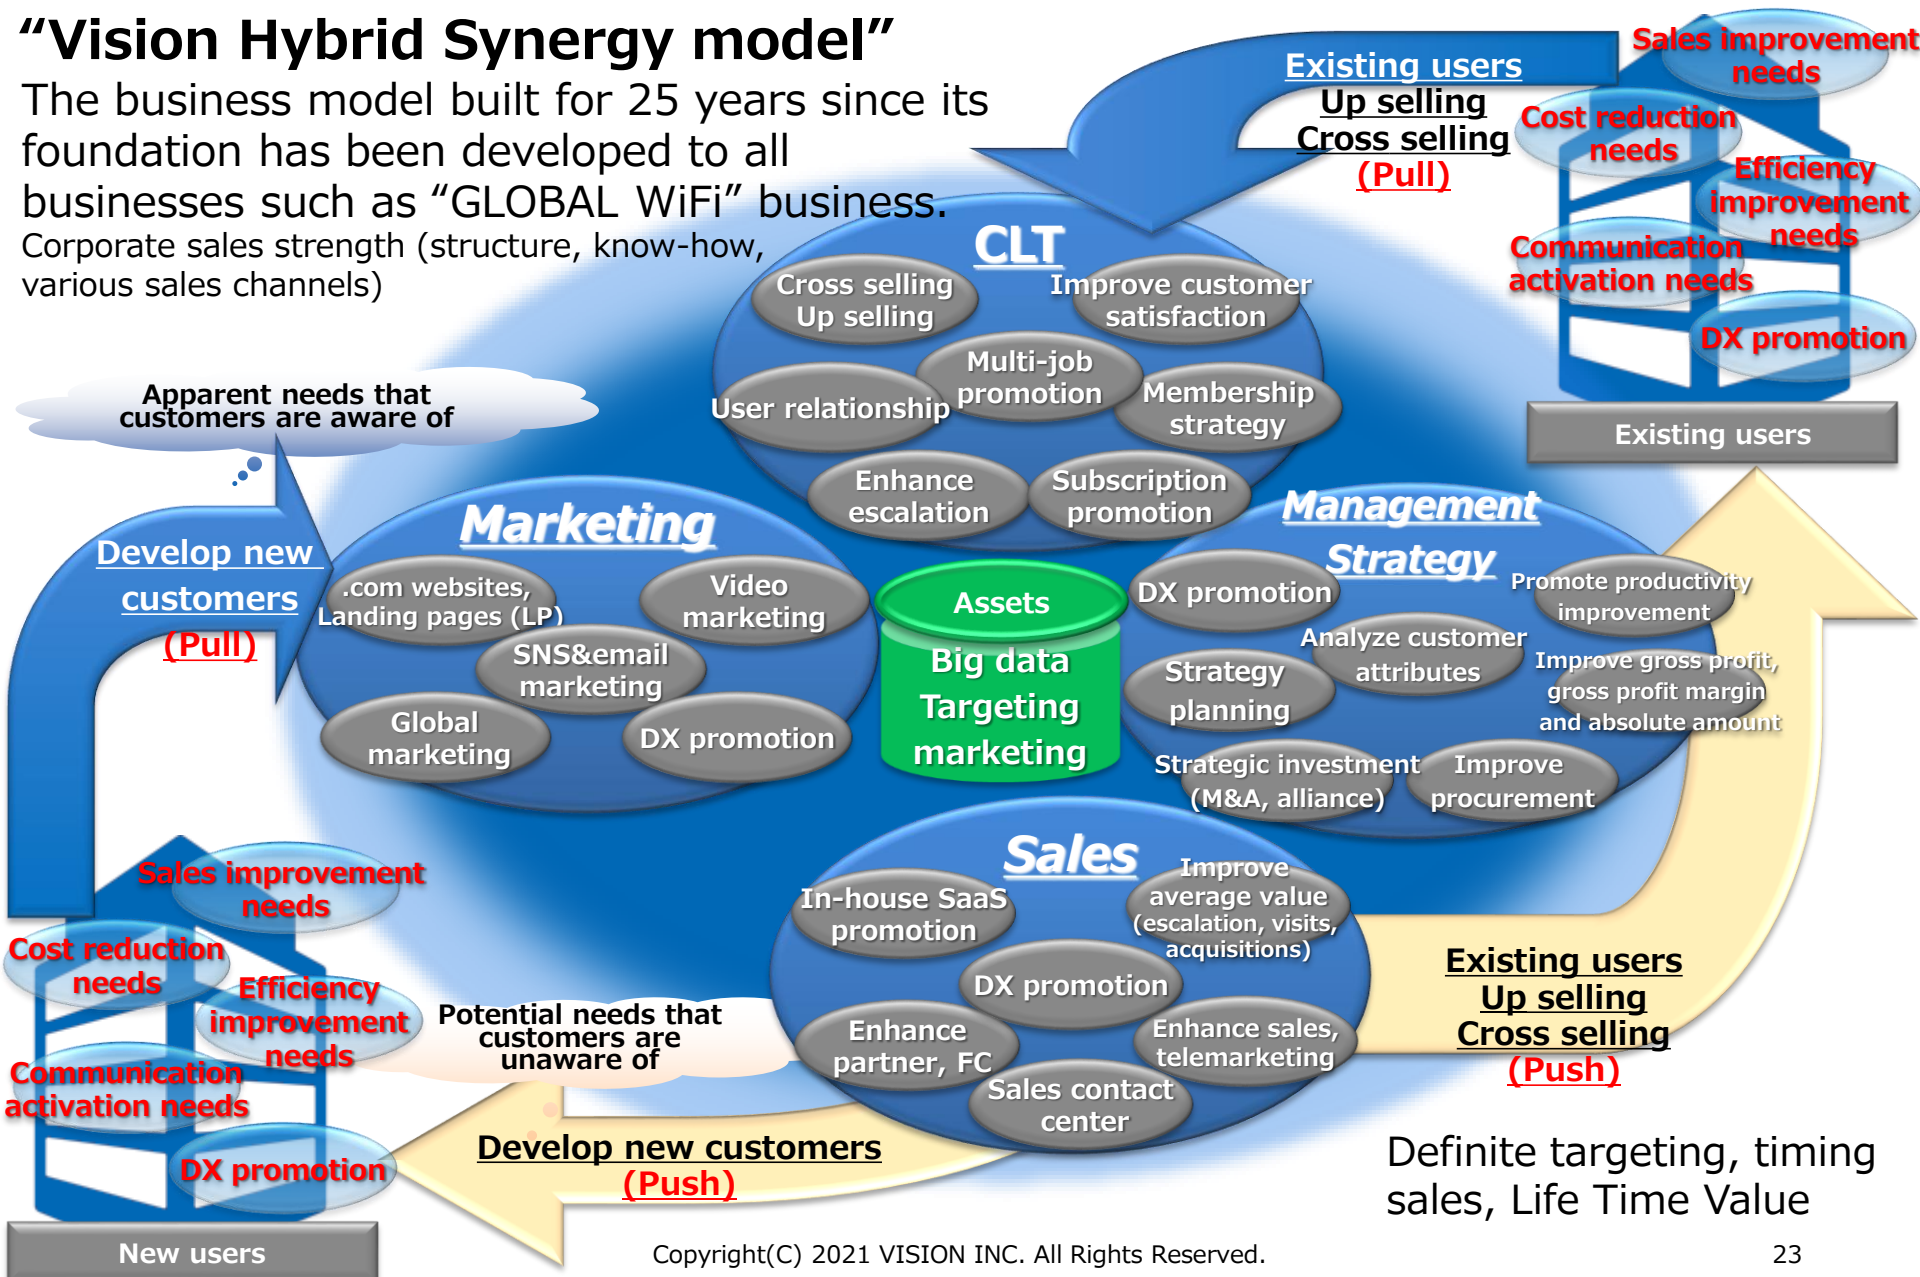 “Vision Hybrid Synergy model”
The business model built for 25 years since its
foundation has been developed to all
businesses such as “GLOBAL WiFi” business.
Corporate sales strength (structure, know-how,
various sales channels)
Existing users
Up selling
Cross selling
(Pull)
Sales improvement
needs
Cost reduction
needs
Efficiency
improvement
needs
Communication
activation needs
DX promotion
Existing users
CLT
Cross selling
Up selling
Improve customer
satisfaction
Multi-job
promotion
User relationship
Membership
strategy
Enhance
escalation
Subscription
promotion
Apparent needs that
customers are aware of
Develop new
customers
(Pull)
Marketing
.com websites,
Landing pages (LP)
Video
marketing
SNS&email
marketing
Global
marketing
DX promotion
Assets
Big data
Targeting
marketing
Management
Strategy
DX promotion
Promote productivity
improvement
Analyze customer
attributes
Strategy
planning
Improve gross profit,
gross profit margin
and absolute amount
Strategic investment
(M&A, alliance)
Improve
procurement
Sales
In-house SaaS
promotion
Improve
average value
(escalation, visits,
acquisitions)
DX promotion
Enhance
partner, FC
Enhance sales,
telemarketing
Sales contact
center
Existing users
Up selling
Cross selling
(Push)
Sales improvement
needs
Cost reduction
needs
Efficiency
improvement
needs
Communication
activation needs
DX promotion
New users
Potential needs that
customers are
unaware of
Develop new customers
(Push)
Definite targeting, timing
sales, Life Time Value
Copyright(C) 2021 VISION INC. All Rights Reserved.
23